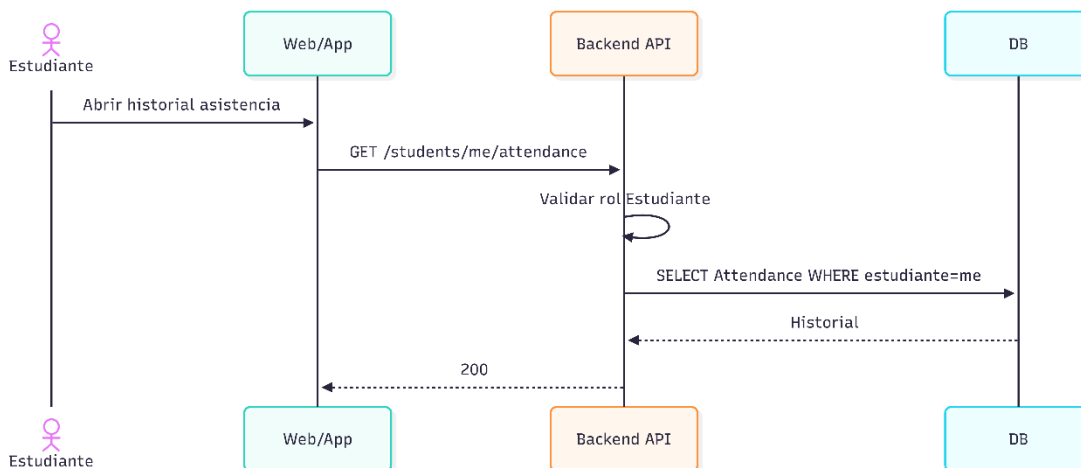 Estudiante
Web/App
Backend API
DB
Abrir historial asistencia
GET /students/me/attendance
Validar rol Estudiante
SELECT Attendance WHERE estudiante=me
Historial
200
Estudiante
Web/App
Backend API
DB